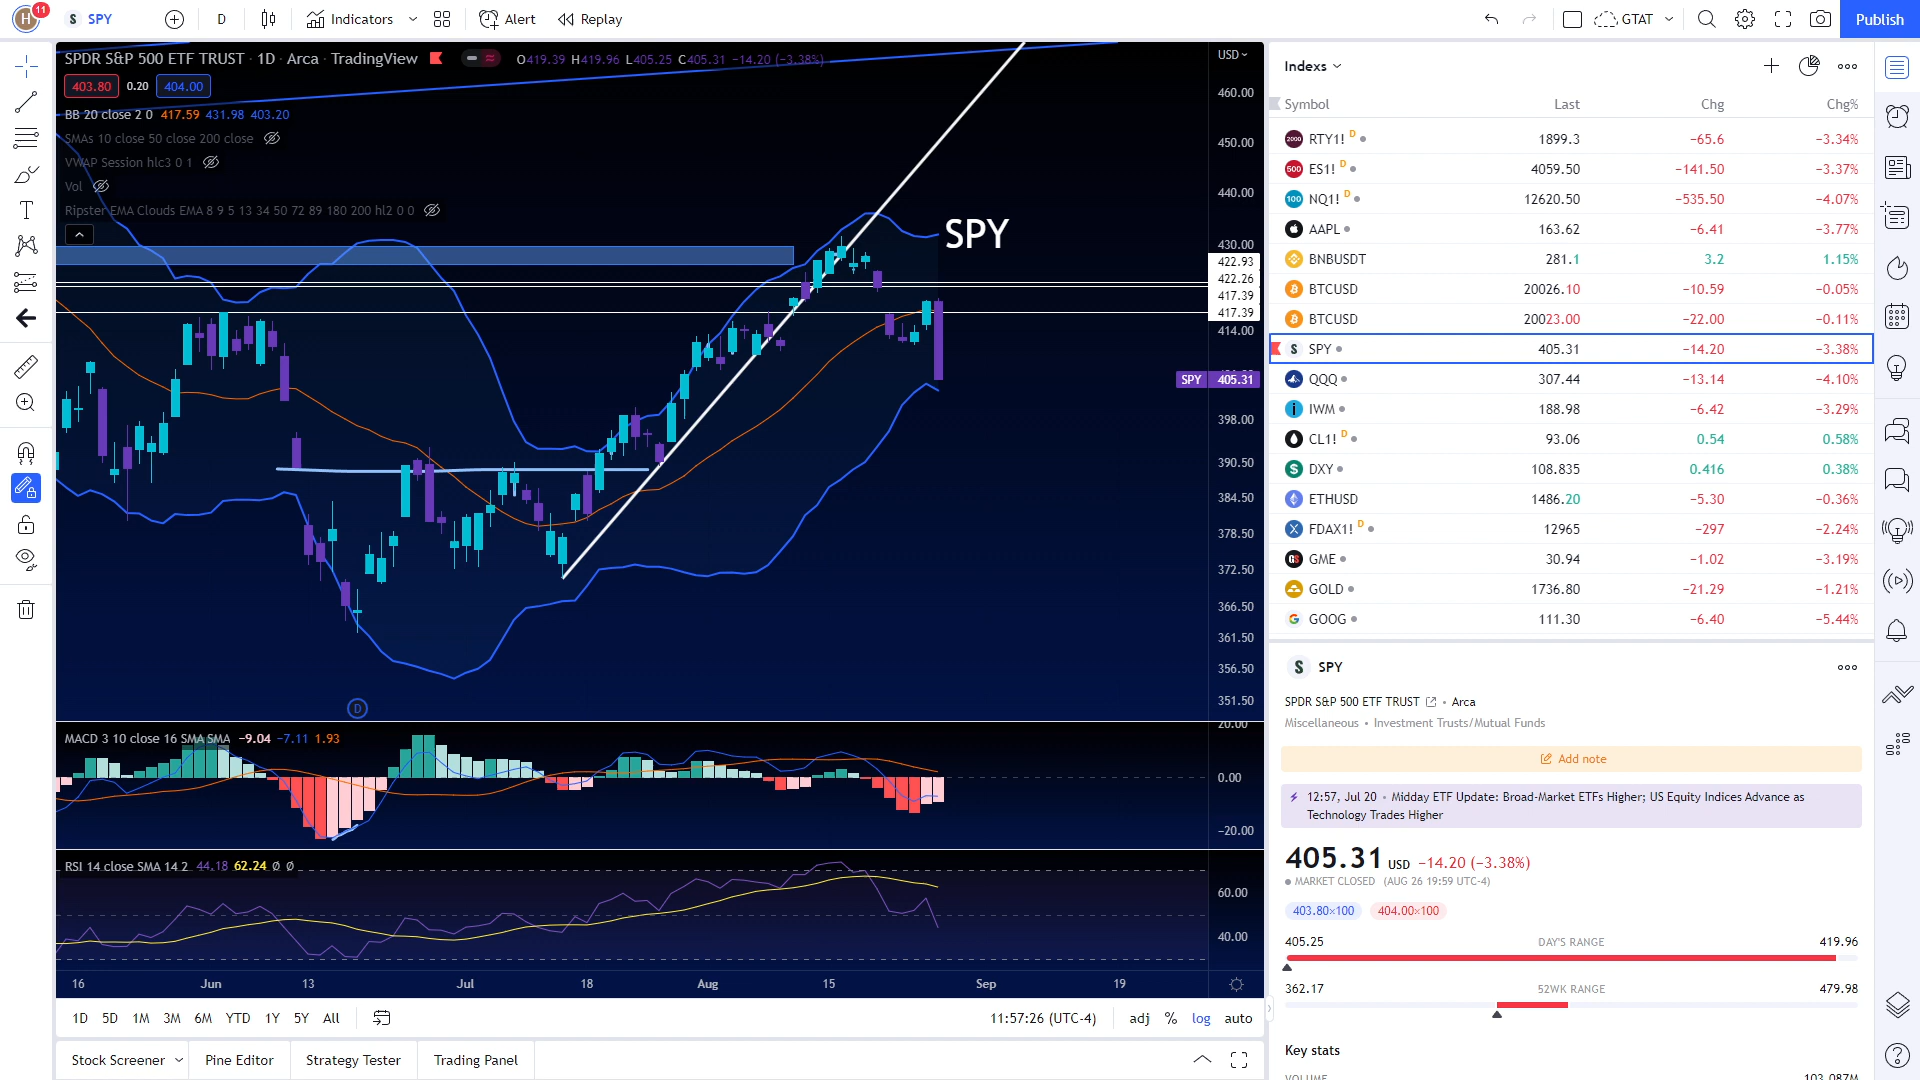 H 11 S SPY D Indicators Alert Replay GTAT Publish
SPDR S&P 500 ETF TRUST · 1D · Arca · TradingView O419.39 H419.96 L405.25 C405.31 −14.20 (−3.38%) USD
403.80 0.20 404.00
BB 20 close 2 0 417.59 431.98 403.20
SMAs 10 close 50 close 200 close
VWAP Session hlc3 0 1
Vol
Ripster EMA Clouds EMA 8 9 5 13 34 50 72 89 180 200 hl2 0 0
SPY
460.00
450.00
440.00
430.00
422.93
422.26
417.39
417.39
414.00
SPY 405.31
398.00
390.50
384.50
378.50
372.50
366.50
361.50
356.50
351.50
D
20.00
MACD 3 10 close 16 SMA SMA −9.04 −7.11 1.93
0.00
−20.00
RSI 14 close SMA 14 2 44.18 62.24 Ø Ø
60.00
40.00
16 Jun 13 Jul 18 Aug 15 Sep 19
1D 5D 1M 3M 6M YTD 1Y 5Y All 11:57:26 (UTC-4) adj % log auto
Stock Screener Pine Editor Strategy Tester Trading Panel
Indexs
Symbol Last Chg Chg%
2000 RTY1! D 1899.3 −65.6 −3.34%
500 ES1! D 4059.50 −141.50 −3.37%
100 NQ1! D 12620.50 −535.50 −4.07%
AAPL 163.62 −6.41 −3.77%
BNBUSDT 281.1 3.2 1.15%
BTCUSD 20026.10 −10.59 −0.05%
BTCUSD 20023.00 −22.00 −0.11%
S SPY 405.31 −14.20 −3.38%
QQQ 307.44 −13.14 −4.10%
i IWM 188.98 −6.42 −3.29%
CL1! D 93.06 0.54 0.58%
$ DXY 108.835 0.416 0.38%
ETHUSD 1486.20 −5.30 −0.36%
X FDAX1! D 12965 −297 −2.24%
GS GME 30.94 −1.02 −3.19%
GOLD 1736.80 −21.29 −1.21%
G GOOG 111.30 −6.40 −5.44%
S SPY
SPDR S&P 500 ETF TRUST • Arca
Miscellaneous • Investment Trusts/Mutual Funds
Add note
12:57, Jul 20 • Midday ETF Update: Broad-Market ETFs Higher; US Equity Indices Advance as
Technology Trades Higher
405.31 USD −14.20 (−3.38%)
MARKET CLOSED (AUG 26 19:59 UTC-4)
403.80×100 404.00×100
405.25 DAY'S RANGE 419.96
362.17 52WK RANGE 479.98
Key stats
VOLUME 103.087M